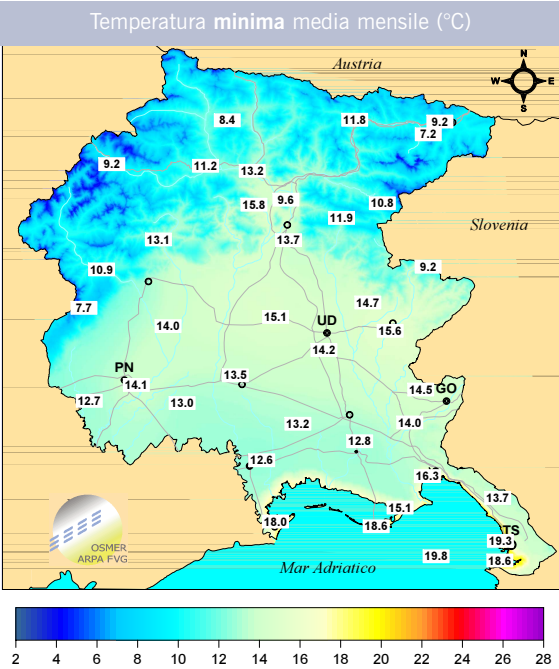 Temperatura minima media mensile (°C)
Austria
N
W E
S
8.4
11.8
9.2
7.2
9.2
11.2
13.2
15.8
9.6
10.8
11.9
Slovenia
13.1
13.7
10.9
9.2
7.7
14.7
15.1
UD
14.0
15.6
14.2
PN
13.5
14.1
14.5
GO
12.7
13.0
13.2
14.0
12.8
12.6
16.3
13.7
15.1
18.0
18.6
TS
19.3
OSMER
ARPA FVG
19.8
18.6
Mar Adriatico
2 4 6 8 10 12 14 16 18 20 22 24 26 28